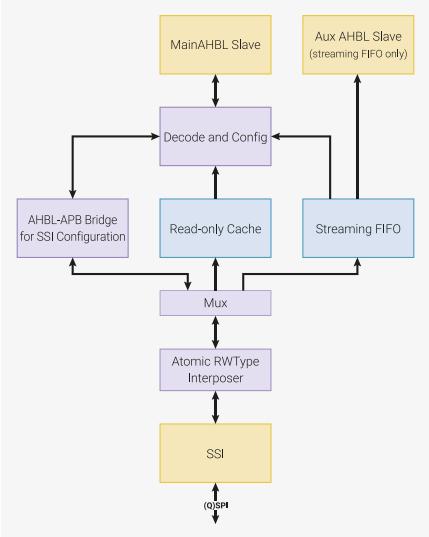 MainAHBL Slave
Aux AHBL Slave
(streaming FIFO only)
Decode and Config
AHBL-APB Bridge
for SSI Configuration
Read-only Cache
Streaming FIFO
Mux
Atomic RWType
Interposer
SSI
(Q)SPI